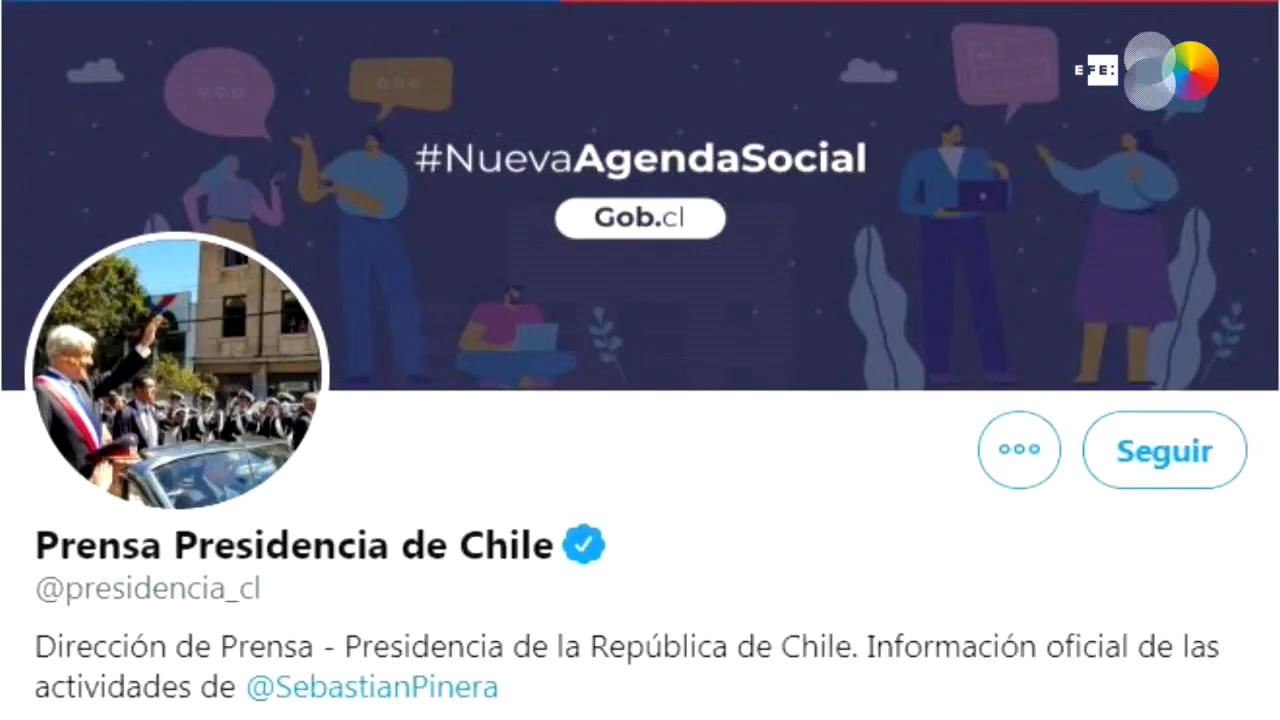 EFE:
#NuevaAgendaSocial
Gob.cl
Seguir
Prensa Presidencia de Chile
@presidencia_cl
Dirección de Prensa - Presidencia de la República de Chile. Información oficial de las
actividades de @SebastianPinera